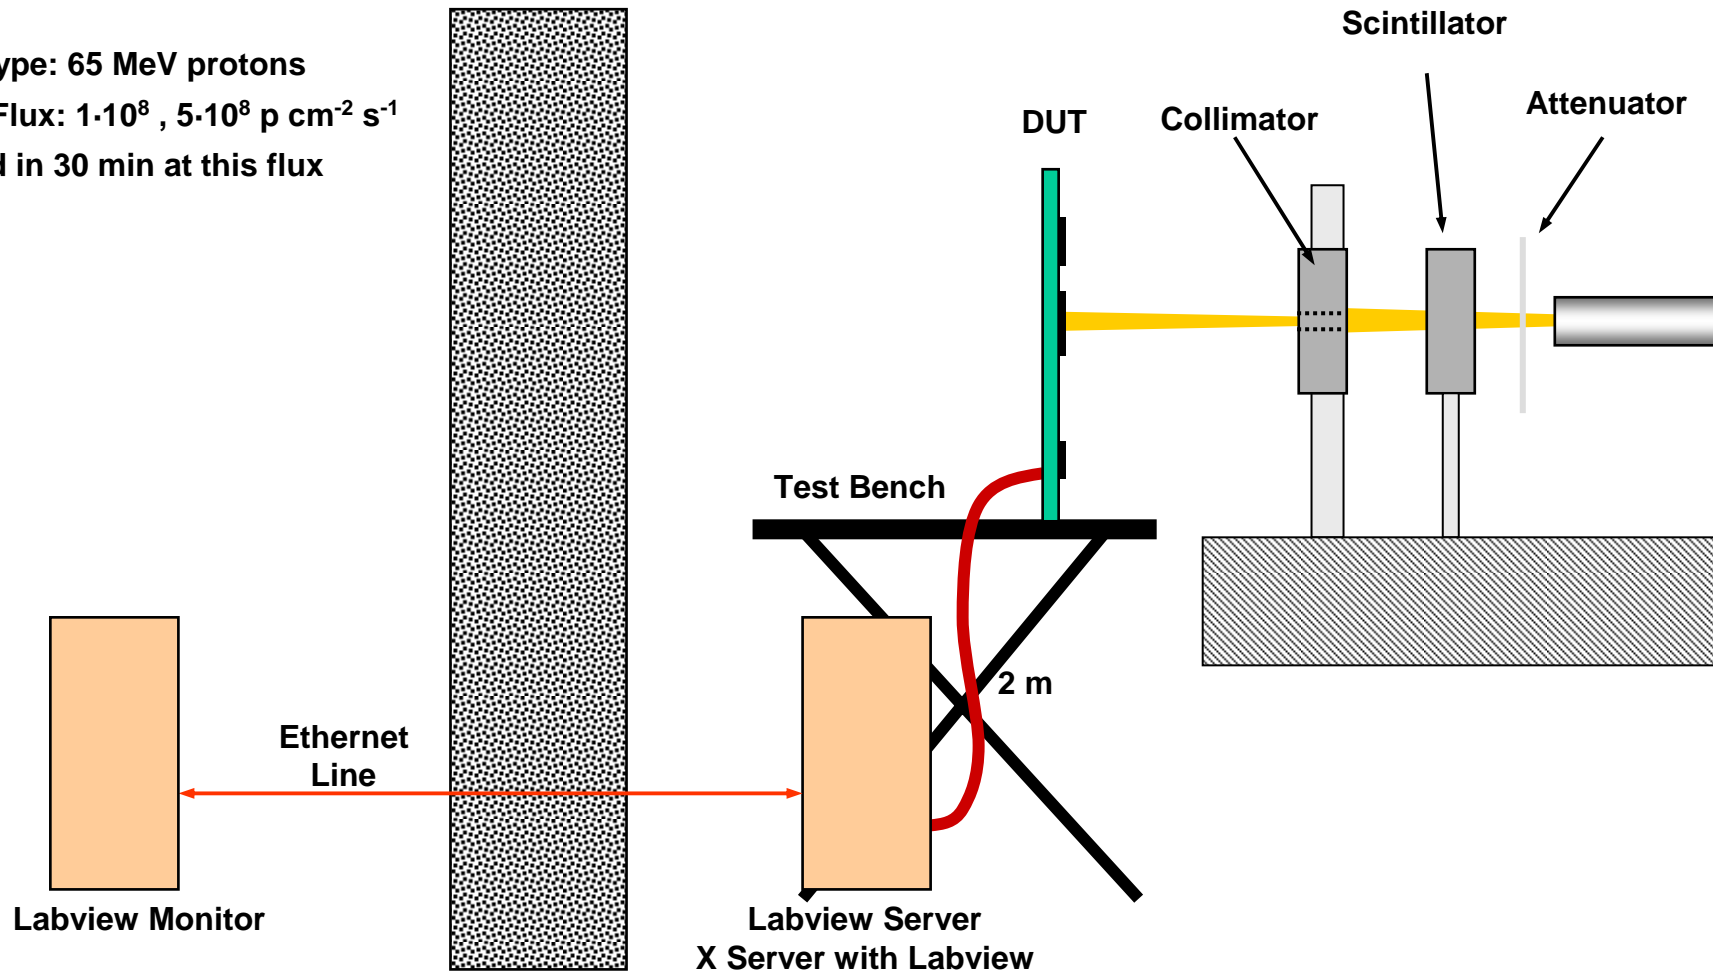 ype: 65 MeV protons
Flux: 1·10⁸ , 5·10⁸ p cm⁻² s⁻¹
d in 30 min at this flux
Scintillator
Attenuator
Collimator
DUT
Test Bench
2 m
Ethernet
Line
Labview Monitor
Labview Server
X Server with Labview